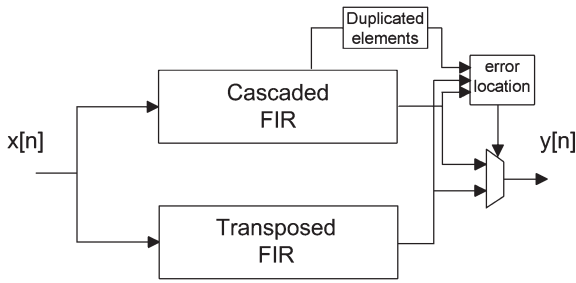 Duplicated
elements
error
location
Cascaded
FIR
x[n]
y[n]
Transposed
FIR